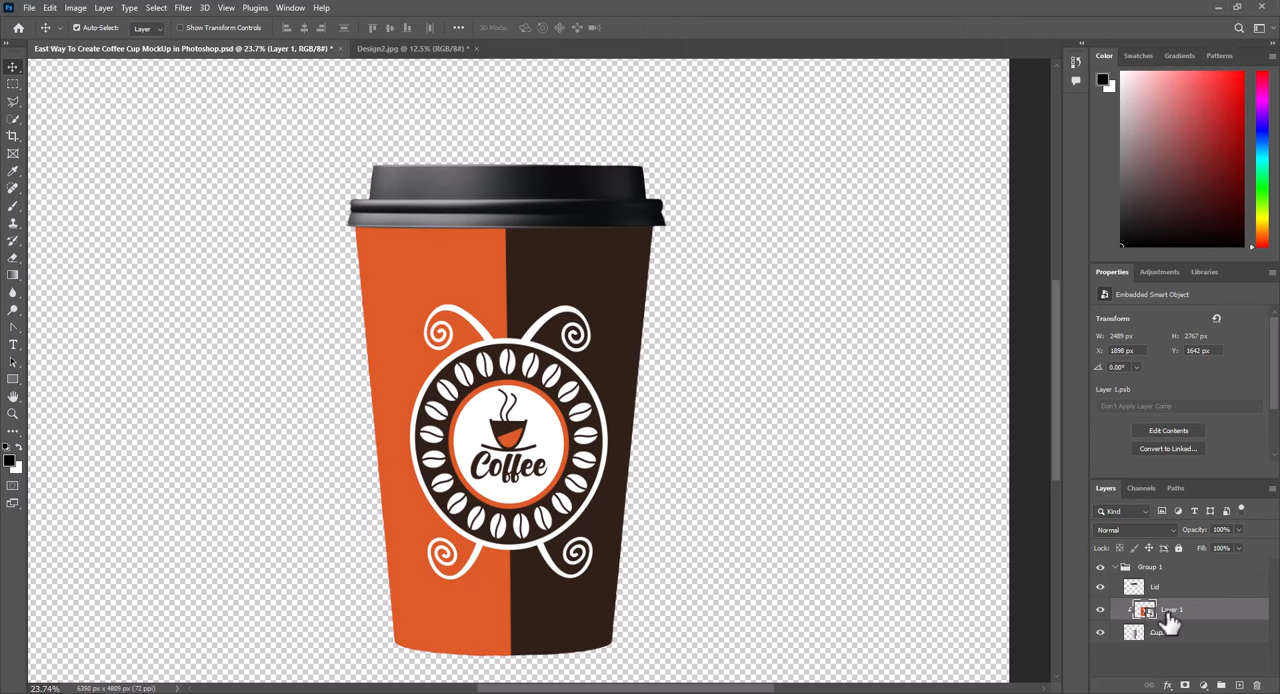 Ps File Edit Image Layer Type Select Filter 3D View Plugins Window Help
Auto-Select: Layer Show Transform Controls 3D Mode:
East Way To Create Coffee Cup MockUp in Photoshop.psd @ 23.7% (Layer 1, RGB/8#) * × Design2.jpg @ 12.5% (RGB/8#) * ×
Color Swatches Gradients Patterns
Properties Adjustments Libraries
Embedded Smart Object
Transform
W: 2489 px H: 2767 px
X: 1898 px Y: 1642 px
0.00°
Layer 1.psb
Don't Apply Layer Comp
Edit Contents
Convert to Linked...
Layers Channels Paths
Kind
Normal Opacity: 100%
Lock: Fill: 100%
Group 1
Lid
Layer 1
Cup
Coffee
23.74% 6350 px x 4809 px (72 ppi)